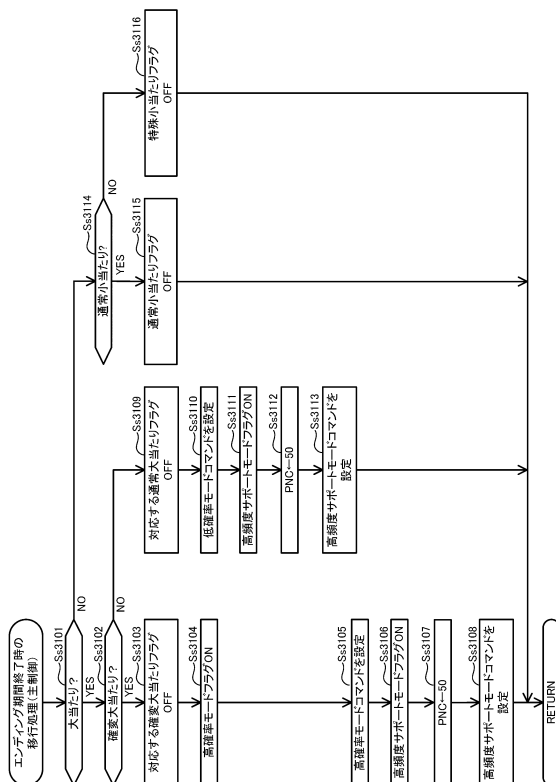 エンディング期間終了時の
移行処理(主制御)
Ss3101
大当たり?
NO
YES
Ss3102
確変大当たり?
NO
YES
Ss3103
対応する確変大当たりフラグ
OFF
Ss3104
高確率モードフラグON
Ss3105
高確率モードコマンドを設定
Ss3106
高頻度サポートモードフラグON
Ss3107
PNC←50
Ss3108
高頻度サポートモードコマンドを
設定
RETURN
Ss3109
対応する通常大当たりフラグ
OFF
Ss3110
低確率モードコマンドを設定
Ss3111
高頻度サポートモードフラグON
Ss3112
PNC←50
Ss3113
高頻度サポートモードコマンドを
設定
Ss3114
通常小当たり?
NO
YES
Ss3115
通常小当たりフラグ
OFF
Ss3116
特殊小当たりフラグ
OFF